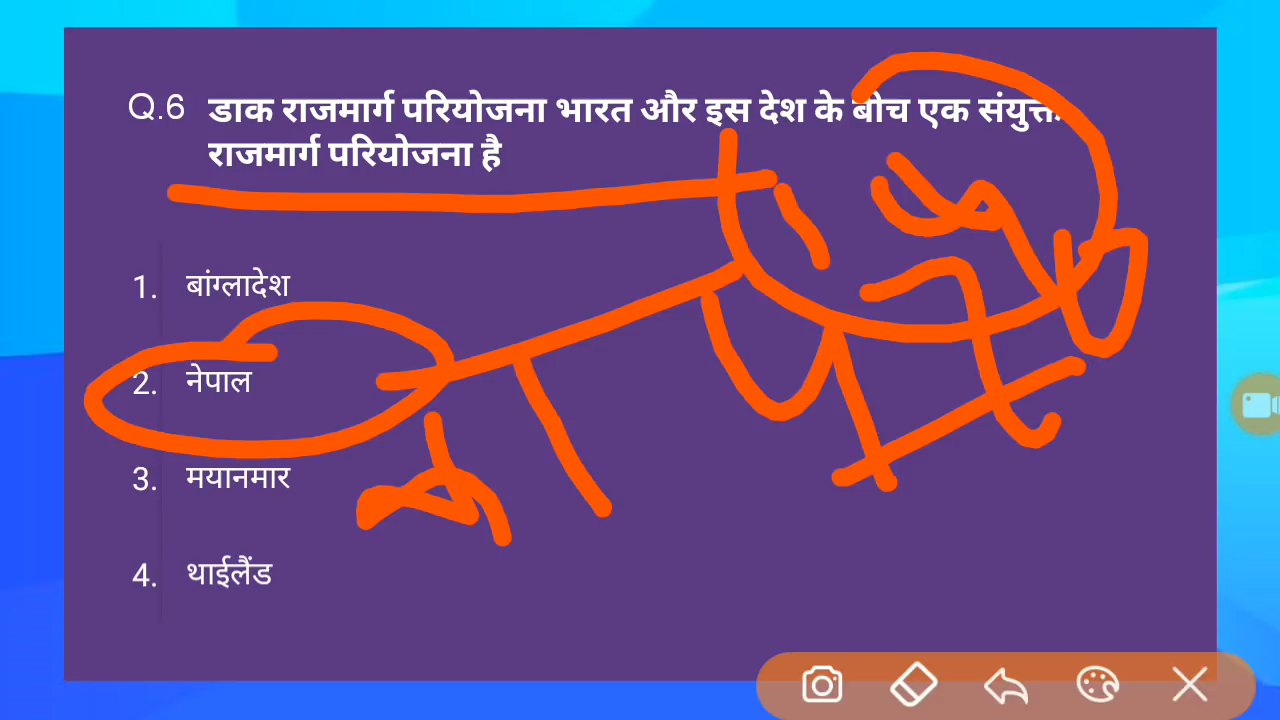 Q.6 डाक राजमार्ग परियोजना भारत और इस देश के बीच एक संयुक्त
राजमार्ग परियोजना है
1. बांग्लादेश
2. नेपाल
3. मयानमार
4. थाईलैंड